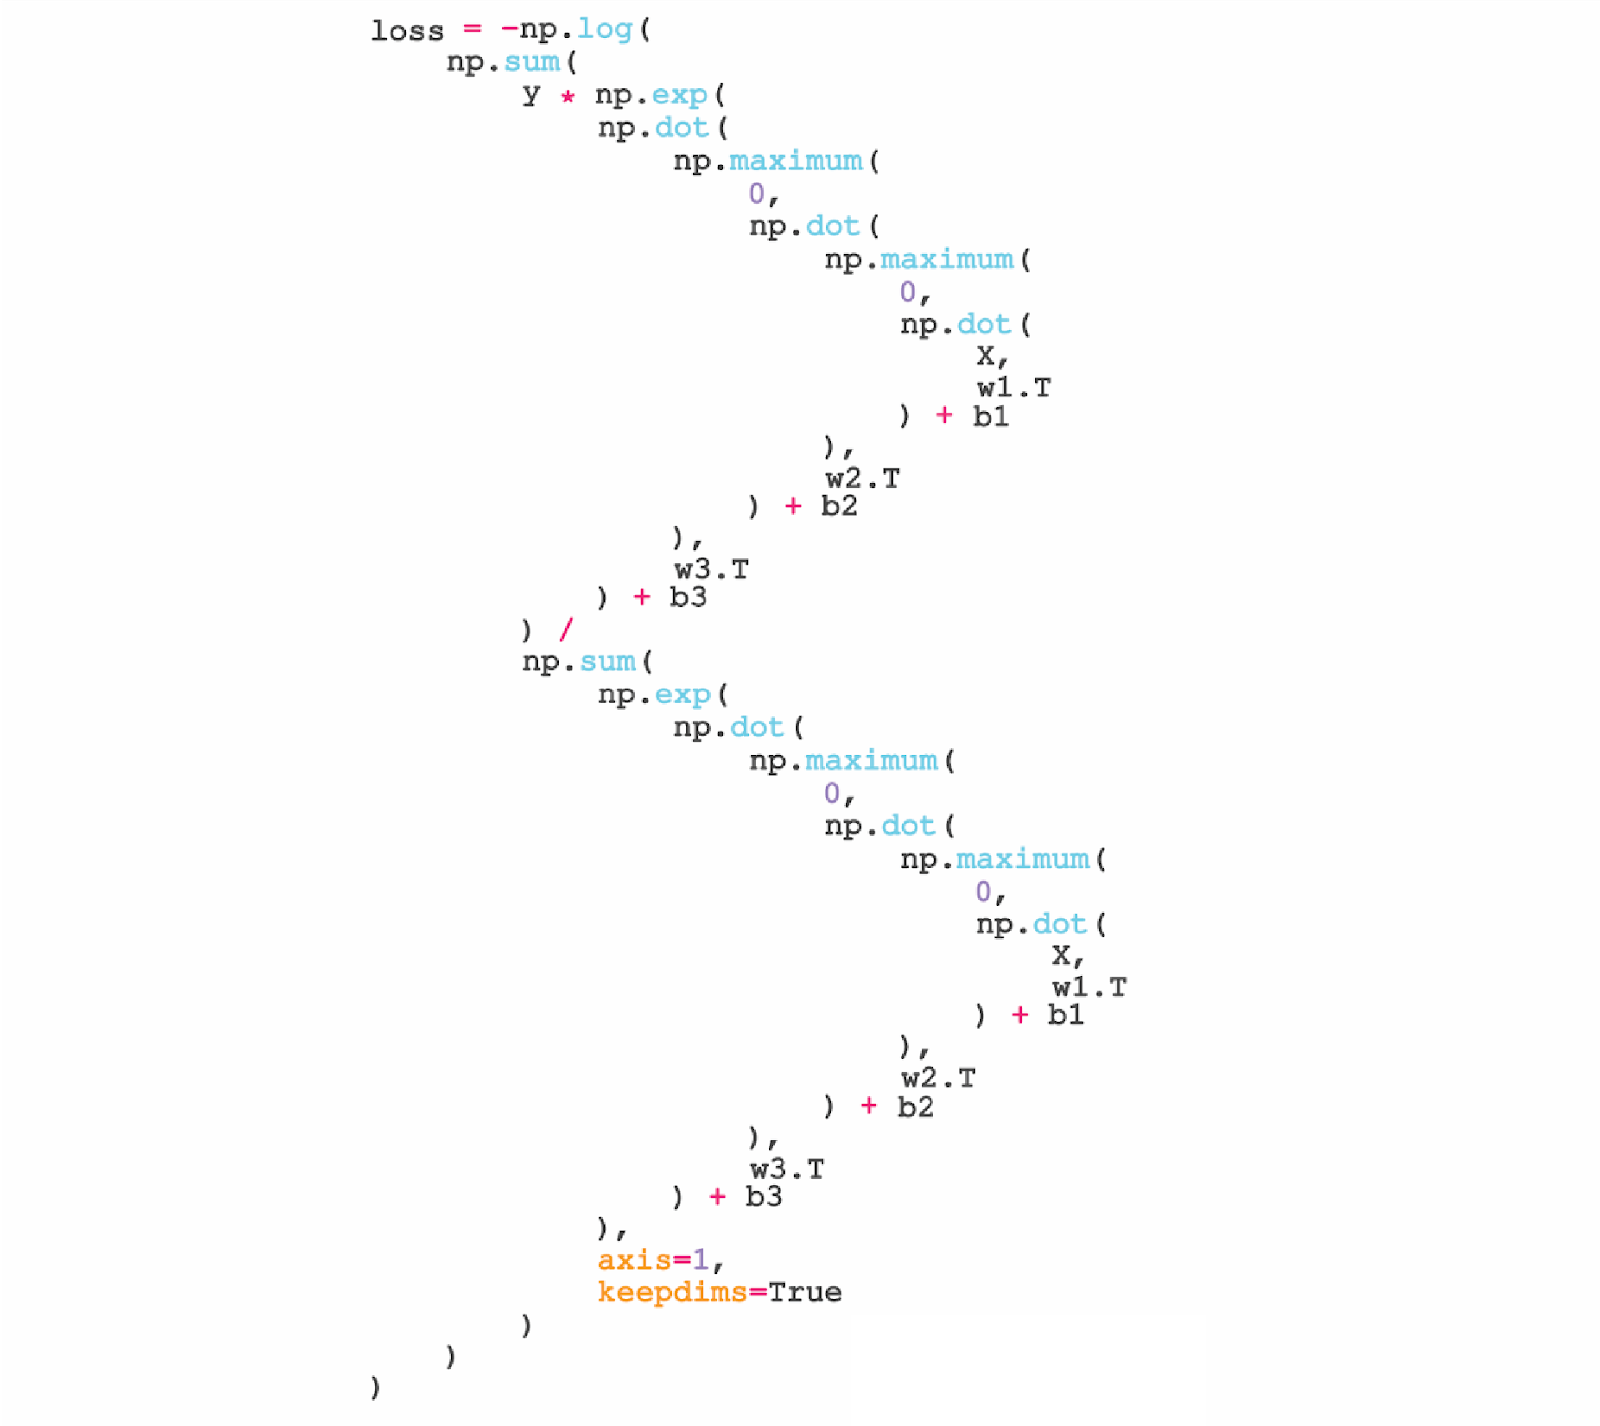 loss = -np.log(
np.sum(
y * np.exp(
np.dot(
np.maximum(
0,
np.dot(
np.maximum(
0,
np.dot(
X,
w1.T
) + b1
),
w2.T
) + b2
),
w3.T
) + b3
) /
np.sum(
np.exp(
np.dot(
np.maximum(
0,
np.dot(
np.maximum(
0,
np.dot(
X,
w1.T
) + b1
),
w2.T
) + b2
),
w3.T
) + b3
),
axis=1,
keepdims=True
)
)
)